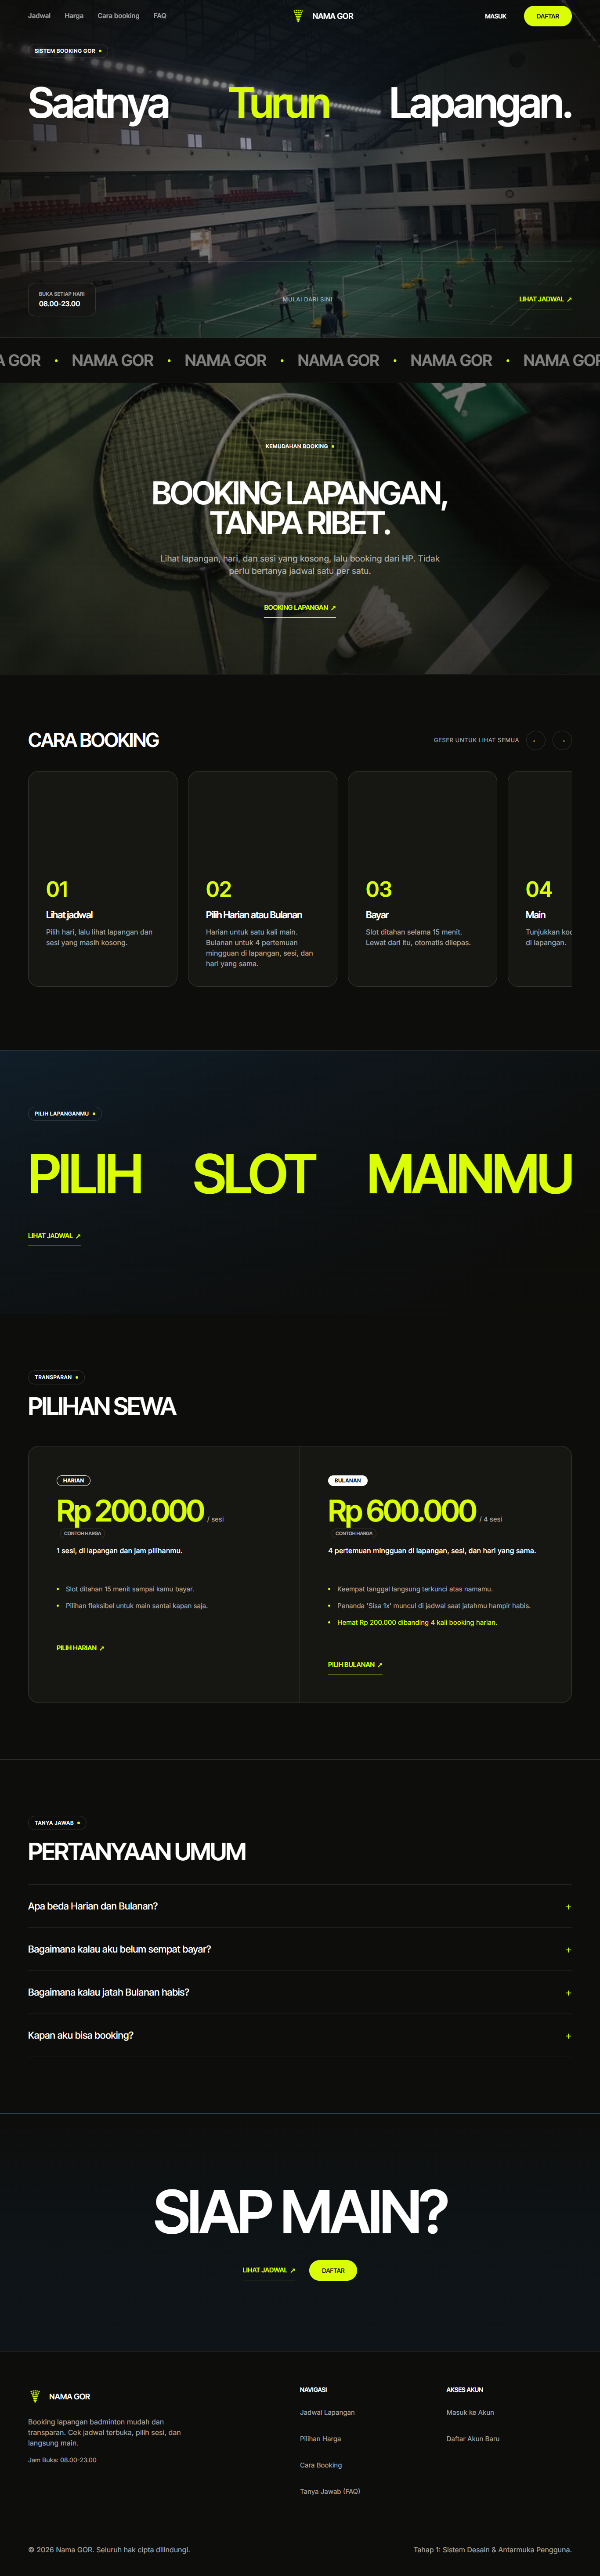 Jadwal Harga Cara booking FAQ NAMA GOR MASUK DAFTAR
SISTEM BOOKING GOR
Saatnya Turun Lapangan.
BUKA SETIAP HARI
08.00-23.00
MULAI DARI SINI
LIHAT JADWAL ↗
A GOR • NAMA GOR • NAMA GOR • NAMA GOR • NAMA GOR • NAMA GOR
KEMUDAHAN BOOKING
BOOKING LAPANGAN,
TANPA RIBET.
Lihat lapangan, hari, dan sesi yang kosong, lalu booking dari HP. Tidak
perlu bertanya jadwal satu per satu.
BOOKING LAPANGAN ↗
CARA BOOKING
GESER UNTUK LIHAT SEMUA ← →
01
Lihat jadwal
Pilih hari, lalu lihat lapangan dan
sesi yang masih kosong.
02
Pilih Harian atau Bulanan
Harian untuk satu kali main.
Bulanan untuk 4 pertemuan
mingguan di lapangan, sesi, dan
hari yang sama.
03
Bayar
Slot ditahan selama 15 menit.
Lewat dari itu, otomatis dilepas.
04
Main
Tunjukkan koc
di lapangan.
PILIH LAPANGANMU
PILIH SLOT MAINMU
LIHAT JADWAL ↗
TRANSPARAN
PILIHAN SEWA
HARIAN
Rp 200.000 / sesi
CONTOH HARGA
1 sesi, di lapangan dan jam pilihanmu.
• Slot ditahan 15 menit sampai kamu bayar.
• Pilihan fleksibel untuk main santai kapan saja.
PILIH HARIAN ↗
BULANAN
Rp 600.000 / 4 sesi
CONTOH HARGA
4 pertemuan mingguan di lapangan, sesi, dan hari yang sama.
• Keempat tanggal langsung terkunci atas namamu.
• Penanda 'Sisa 1x' muncul di jadwal saat jatahmu hampir habis.
• Hemat Rp 200.000 dibanding 4 kali booking harian.
PILIH BULANAN ↗
TANYA JAWAB
PERTANYAAN UMUM
Apa beda Harian dan Bulanan? +
Bagaimana kalau aku belum sempat bayar? +
Bagaimana kalau jatah Bulanan habis? +
Kapan aku bisa booking? +
SIAP MAIN?
LIHAT JADWAL ↗ DAFTAR
NAMA GOR
Booking lapangan badminton mudah dan
transparan. Cek jadwal terbuka, pilih sesi, dan
langsung main.
Jam Buka: 08.00-23.00
NAVIGASI
Jadwal Lapangan
Pilihan Harga
Cara Booking
Tanya Jawab (FAQ)
AKSES AKUN
Masuk ke Akun
Daftar Akun Baru
© 2026 Nama GOR. Seluruh hak cipta dilindungi.
Tahap 1: Sistem Desain & Antarmuka Pengguna.